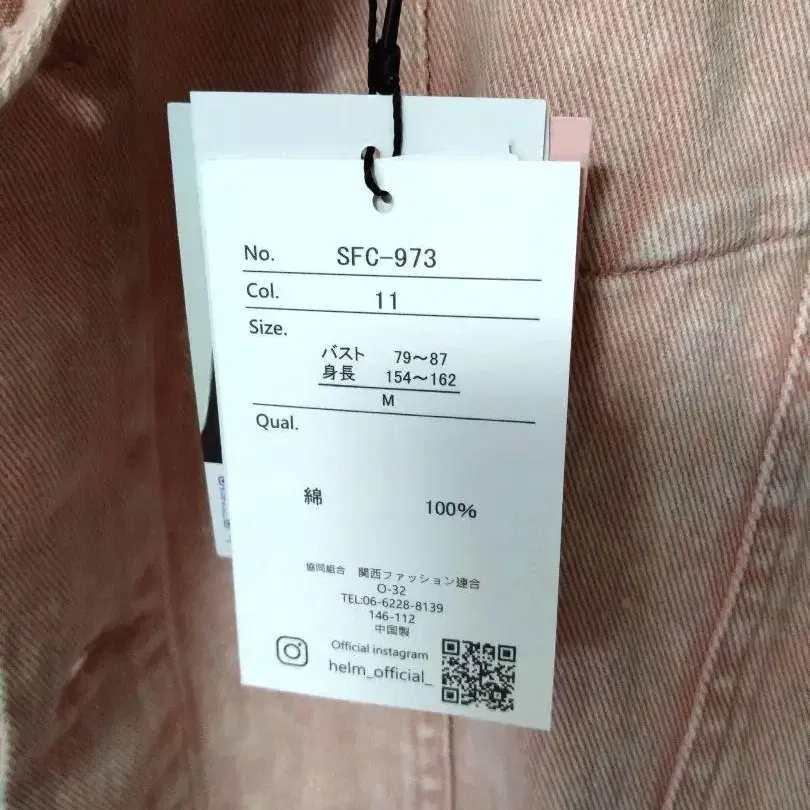 No. SFC-973
Col. 11
Size.
バスト 79～87
身長 154～162
M
Qual.
綿 100%
協同組合 関西ファッション連合
O-32
TEL:06-6228-8139
146-112
中国製
Official instagram
helm_official_